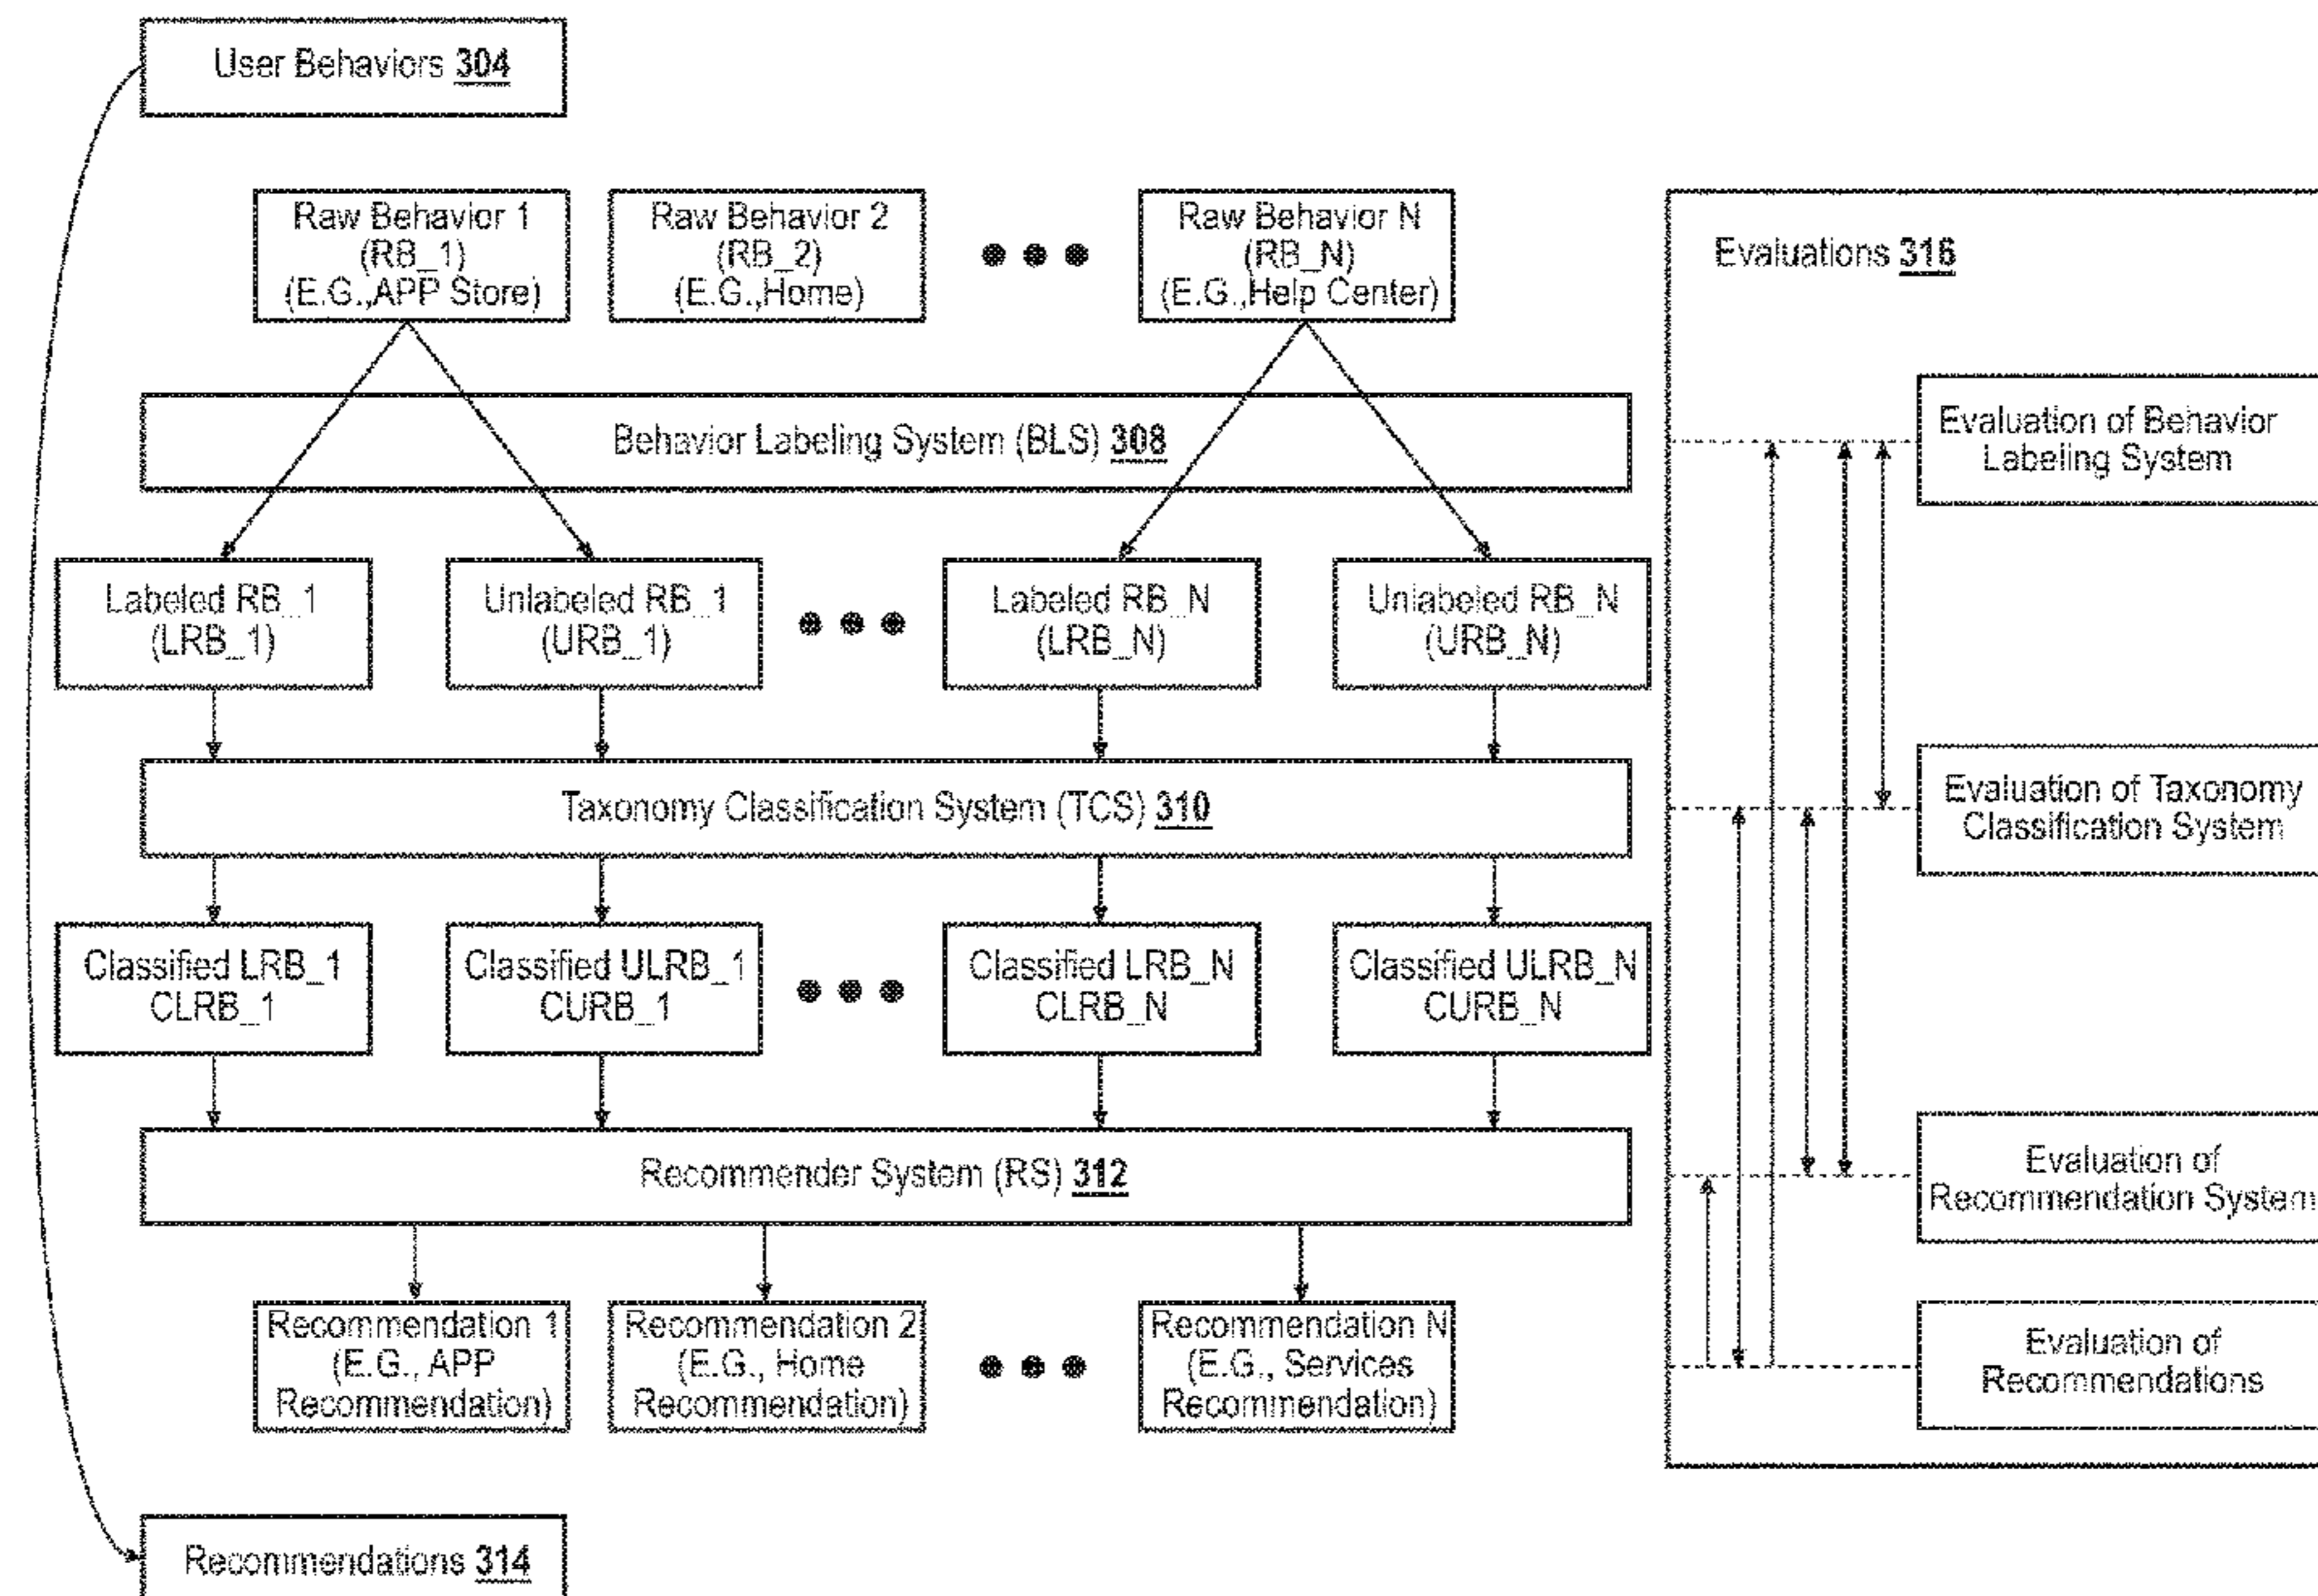 User Behaviors 304
Raw Behavior 1
(RB_1)
(E.G.,APP Store)
Raw Behavior 2
(RB_2)
(E.G.,Home)
Raw Behavior N
(RB_N)
(E.G.,Help Center)
Evaluations 316
Behavior Labeling System (BLS) 308
Evaluation of Behavior
Labeling System
Labeled RB_1
(LRB_1)
Unlabeled RB_1
(URB_1)
Labeled RB_N
(LRB_N)
Unlabeled RB_N
(URB_N)
Taxonomy Classification System (TCS) 310
Evaluation of Taxonomy
Classification System
Classified LRB_1
CLRB_1
Classified ULRB_1
CURB_1
Classified LRB_N
CLRB_N
Classified ULRB_N
CURB_N
Recommender System (RS) 312
Evaluation of
Recommendation System
Recommendation 1
(E.G., APP
Recommendation)
Recommendation 2
(E.G., Home
Recommendation)
Recommendation N
(E.G., Services
Recommendation)
Evaluation of
Recommendations
Recommendations 314